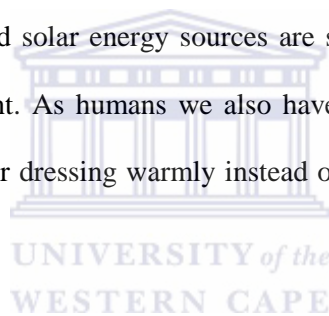 d solar energy sources are s
nt. As humans we also have
r dressing warmly instead o
UNIVERSITY of the
WESTERN CAPE